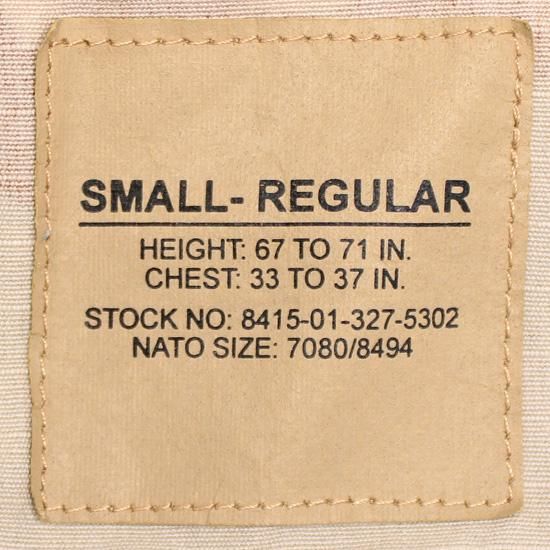 SMALL- REGULAR
HEIGHT: 67 TO 71 IN.
CHEST: 33 TO 37 IN.
STOCK NO: 8415-01-327-5302
NATO SIZE: 7080/8494